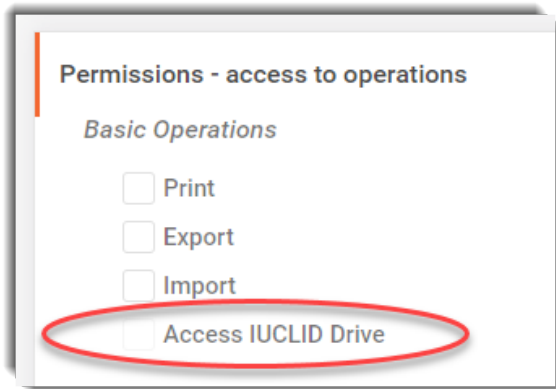 Permissions - access to operations
Basic Operations
Print
Export
Import
Access IUCLID Drive